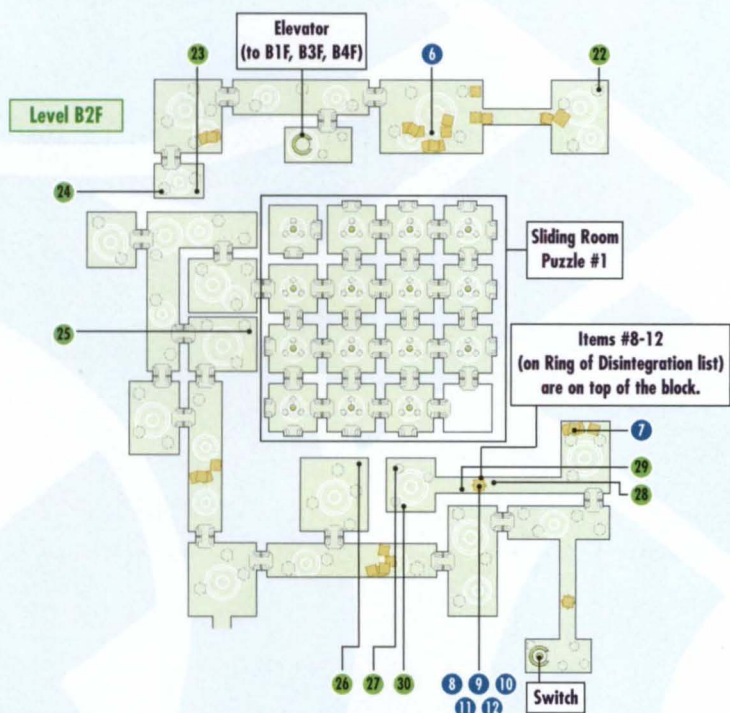 Elevator
(to B1F, B3F, B4F)
23
6
22
Level B2F
24
Sliding Room
Puzzle #1
25
Items #8-12
(on Ring of Disintegration list)
are on top of the block.
7
29
28
26 27 30 8 9 10
11 12
Switch